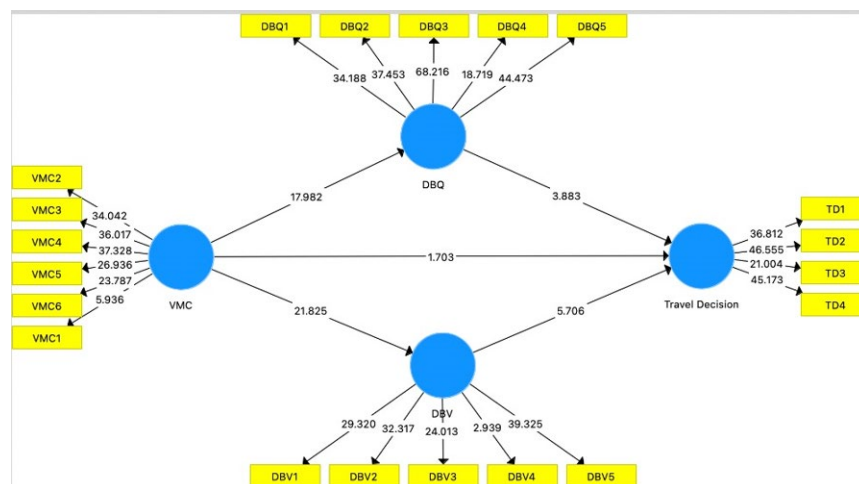 DBQ1 DBQ2 DBQ3 DBQ4 DBQ5
34.188 37.453 68.216 18.719 44.473
DBQ
VMC2
VMC3
VMC4
VMC5
VMC6
VMC1
34.042
36.017
37.328
26.936
23.787
5.936
VMC
17.982
3.883
1.703
21.825
5.706
TD1
TD2
TD3
TD4
36.812
46.555
21.004
45.173
Travel Decision
DBV
29.320 32.317 24.013 2.939 39.325
DBV1 DBV2 DBV3 DBV4 DBV5